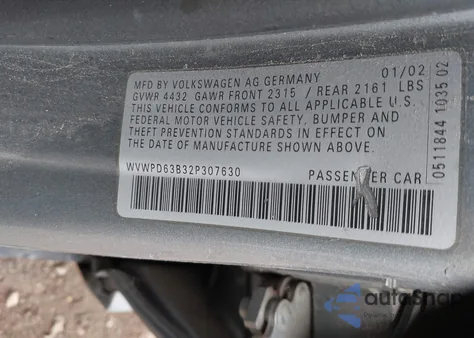 MFD BY VOLKSWAGEN AG GERMANY 01/02
GVWR 4432 GAWR FRONT 2315 / REAR 2161 LBS
THIS VEHICLE CONFORMS TO ALL APPLICABLE U.S.
FEDERAL MOTOR VEHICLE SAFETY, BUMPER AND
THEFT PREVENTION STANDARDS IN EFFECT ON
THE DATE OF MANUFACTURE SHOWN ABOVE.
WVWPD63B32P307630 PASSENGER CAR
0511844 1035 02
autoSnap